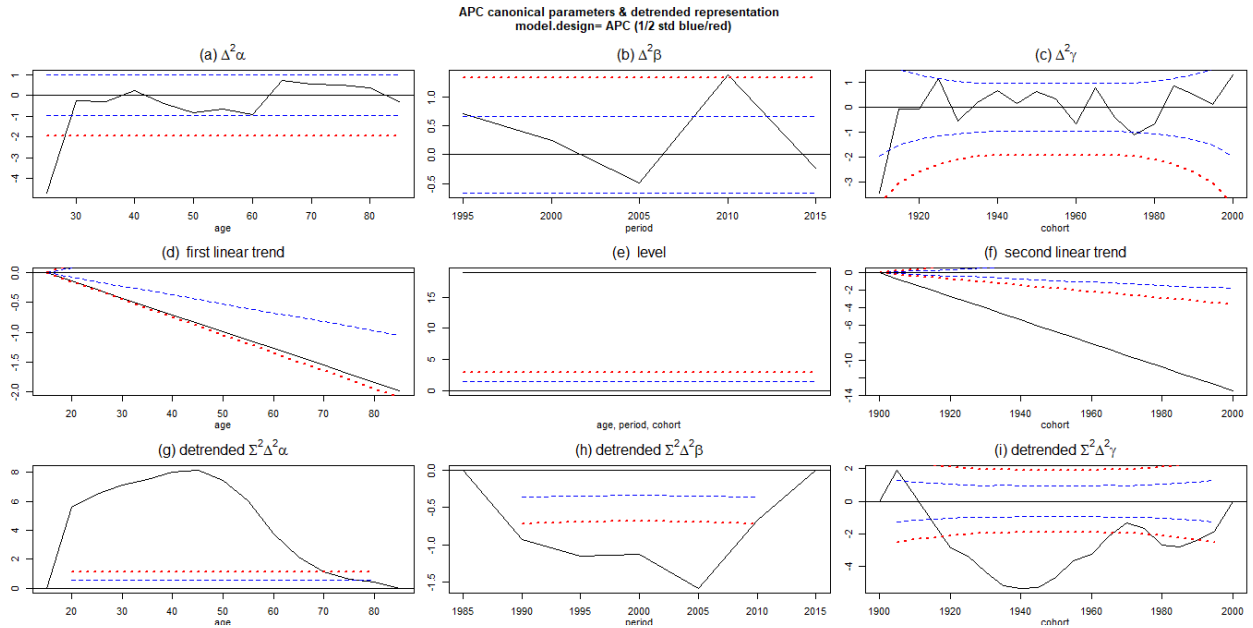 APC canonical parameters & detrended representation
model.design= APC (1/2 std blue/red)
(a) Δ²α
(b) Δ²β
(c) Δ²γ
1
0
-1
-2
-3
-4
30 40 50 60 70 80
age
1.0
0.5
0.0
-0.5
1995 2000 2005 2010 2015
period
1
0
-1
-2
-3
1920 1940 1960 1980 2000
cohort
(d) first linear trend
(e) level
(f) second linear trend
0.0
-0.5
-1.0
-1.5
-2.0
20 30 40 50 60 70 80
age
15
10
5
0
age, period, cohort
0
-2
-4
-6
-10
-14
1900 1920 1940 1960 1980 2000
cohort
(g) detrended Σ²Δ²α
(h) detrended Σ²Δ²β
(i) detrended Σ²Δ²γ
8
6
4
2
0
20 30 40 50 60 70 80
age
0.0
-0.5
-1.0
-1.5
1985 1990 1995 2000 2005 2010 2015
period
2
0
-2
-4
1900 1920 1940 1960 1980 2000
cohort